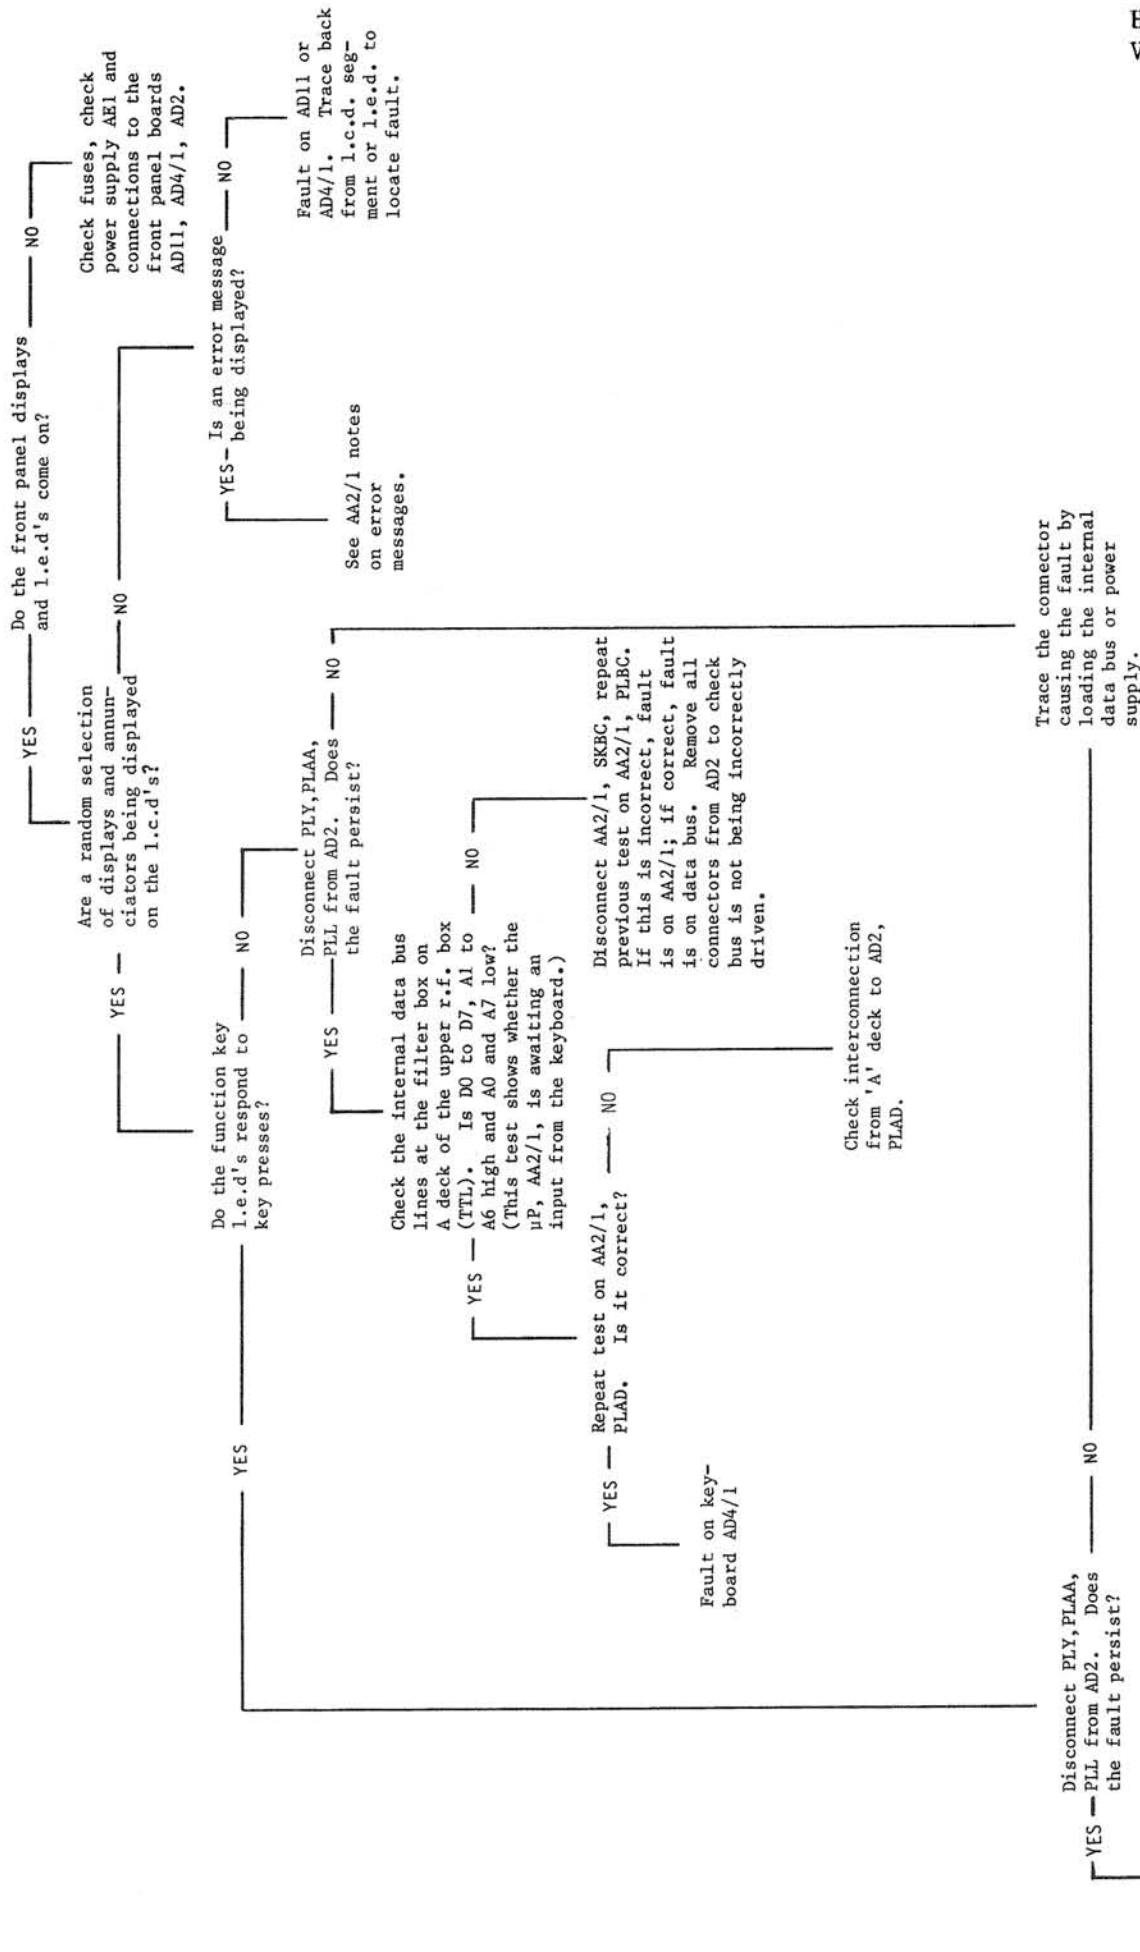 Do the front panel displays
and l.e.d's come on?
YES
NO
Check fuses, check
power supply AE1 and
connections to the
front panel boards
AD11, AD4/1, AD2.
Are a random selection
of displays and annun-
ciators being displayed
on the l.c.d's?
YES
NO
Is an error message
being displayed?
YES
NO
See AA2/1 notes
on error
messages.
Fault on AD11 or
AD4/1. Trace back
from l.c.d. seg-
ment or l.e.d. to
locate fault.
Do the function key
l.e.d's respond to
key presses?
YES
NO
Disconnect PLY,PLAA,
PLL from AD2. Does
the fault persist?
YES
NO
Check the internal data bus
lines at the filter box on
A deck of the upper r.f. box
(TTL). Is D0 to D7, A1 to
A6 high and A0 and A7 low?
(This test shows whether the
µP, AA2/1, is awaiting an
input from the keyboard.)
YES
NO
Disconnect AA2/1, SKBC, repeat
previous test on AA2/1, PLBC.
If this is incorrect, fault
is on AA2/1; if correct, fault
is on data bus. Remove all
connectors from AD2 to check
bus is not being incorrectly
driven.
Repeat test on AA2/1,
PLAD. Is it correct?
YES
NO
Fault on key-
board AD4/1
Check interconnection
from 'A' deck to AD2,
PLAD.
Disconnect PLY,PLAA,
PLL from AD2. Does
the fault persist?
YES
NO
Trace the connector
causing the fault by
loading the internal
data bus or power
supply.